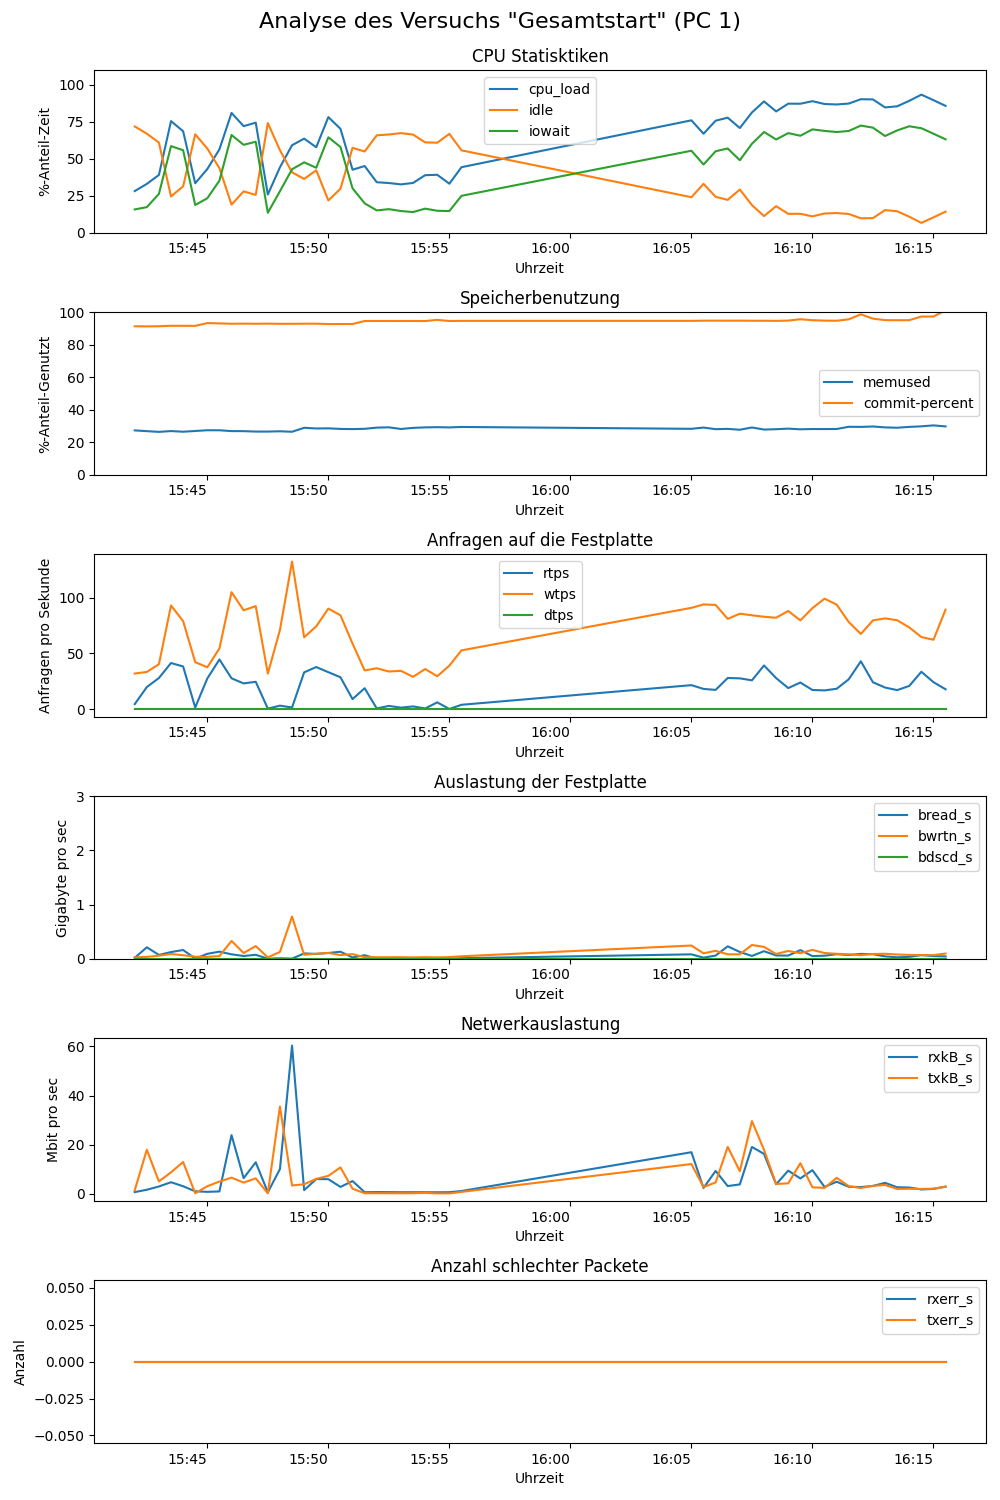 Analyse des Versuchs "Gesamtstart" (PC 1)
CPU Statisktiken
%-Anteil-Zeit
100
75
50
25
0
cpu_load
idle
iowait
15:45 15:50 15:55 16:00 16:05 16:10 16:15
Uhrzeit
Speicherbenutzung
%-Anteil-Genutzt
100
80
60
40
20
0
memused
commit-percent
15:45 15:50 15:55 16:00 16:05 16:10 16:15
Uhrzeit
Anfragen auf die Festplatte
Anfragen pro Sekunde
100
50
0
rtps
wtps
dtps
15:45 15:50 15:55 16:00 16:05 16:10 16:15
Uhrzeit
Auslastung der Festplatte
Gigabyte pro sec
3
2
1
0
bread_s
bwrtn_s
bdscd_s
15:45 15:50 15:55 16:00 16:05 16:10 16:15
Uhrzeit
Netwerkauslastung
Mbit pro sec
60
40
20
0
rxkB_s
txkB_s
15:45 15:50 15:55 16:00 16:05 16:10 16:15
Uhrzeit
Anzahl schlechter Packete
Anzahl
0.050
0.025
0.000
−0.025
−0.050
rxerr_s
txerr_s
15:45 15:50 15:55 16:00 16:05 16:10 16:15
Uhrzeit